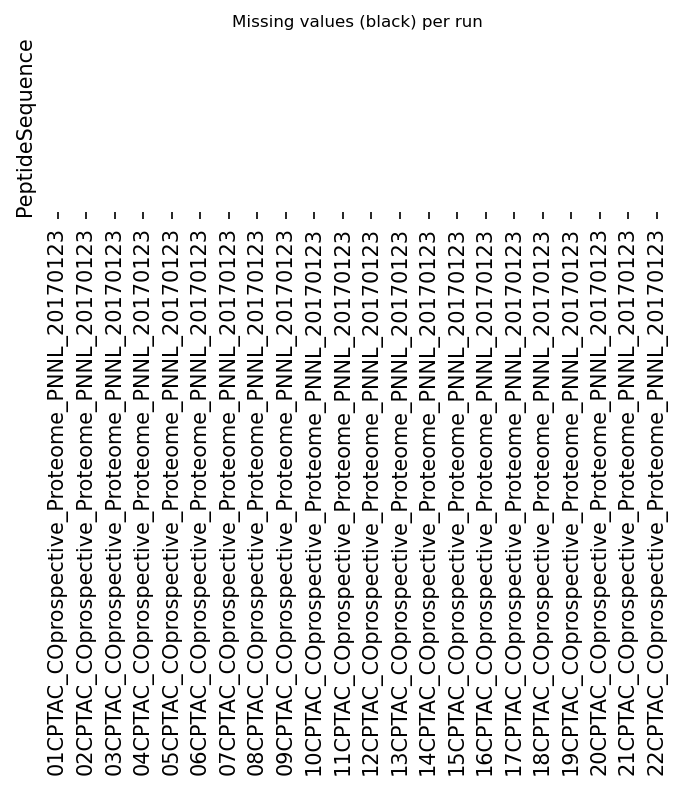 Missing values (black) per run
PeptideSequence
01CPTAC_COprospective_Proteome_PNNL_20170123
02CPTAC_COprospective_Proteome_PNNL_20170123
03CPTAC_COprospective_Proteome_PNNL_20170123
04CPTAC_COprospective_Proteome_PNNL_20170123
05CPTAC_COprospective_Proteome_PNNL_20170123
06CPTAC_COprospective_Proteome_PNNL_20170123
07CPTAC_COprospective_Proteome_PNNL_20170123
08CPTAC_COprospective_Proteome_PNNL_20170123
09CPTAC_COprospective_Proteome_PNNL_20170123
10CPTAC_COprospective_Proteome_PNNL_20170123
11CPTAC_COprospective_Proteome_PNNL_20170123
12CPTAC_COprospective_Proteome_PNNL_20170123
13CPTAC_COprospective_Proteome_PNNL_20170123
14CPTAC_COprospective_Proteome_PNNL_20170123
15CPTAC_COprospective_Proteome_PNNL_20170123
16CPTAC_COprospective_Proteome_PNNL_20170123
17CPTAC_COprospective_Proteome_PNNL_20170123
18CPTAC_COprospective_Proteome_PNNL_20170123
19CPTAC_COprospective_Proteome_PNNL_20170123
20CPTAC_COprospective_Proteome_PNNL_20170123
21CPTAC_COprospective_Proteome_PNNL_20170123
22CPTAC_COprospective_Proteome_PNNL_20170123